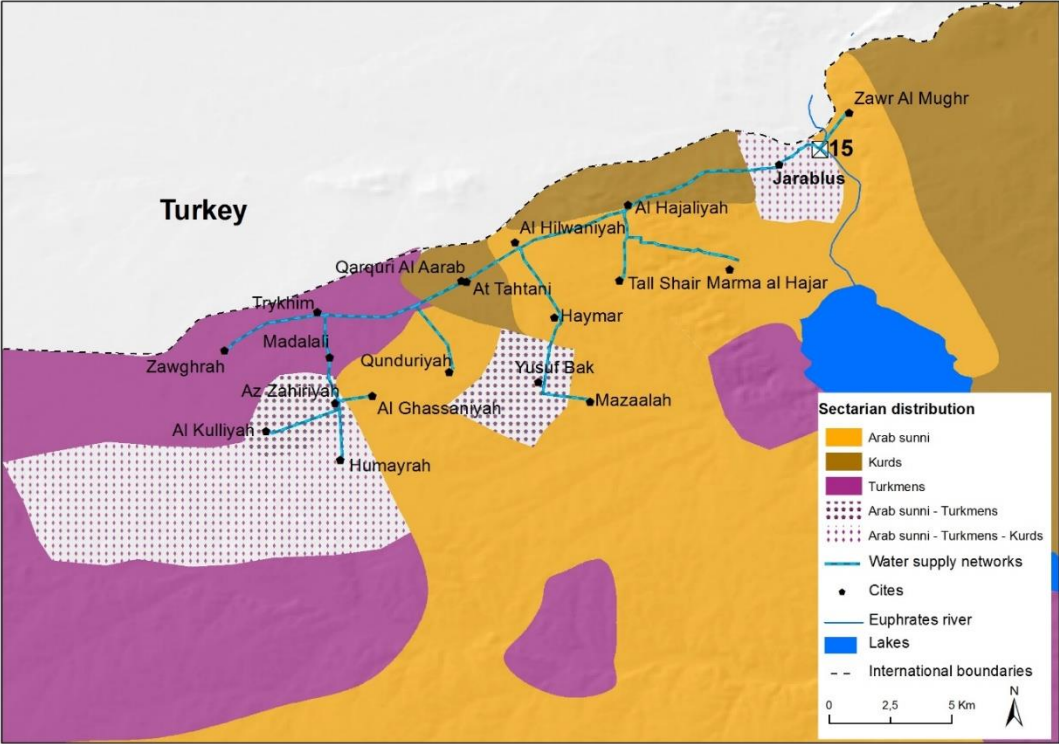 Zawr Al Mughr
15
Jarablus
Turkey
Al Hajaliyah
Al Hilwaniyah
Qarquri Al Aarab
At Tahtani
Tall Shair
Marma al Hajar
Trykhim
Haymar
Madalali
Zawghrah
Qunduriyah
Yusuf Bak
Az Zahiriyah
Al Ghassaniyah
Mazaalah
Al Kulliyah
Humayrah
Sectarian distribution
Arab sunni
Kurds
Turkmens
Arab sunni - Turkmens
Arab sunni - Turkmens - Kurds
Water supply networks
Cites
Euphrates river
Lakes
International boundaries
N
0 2,5 5 Km